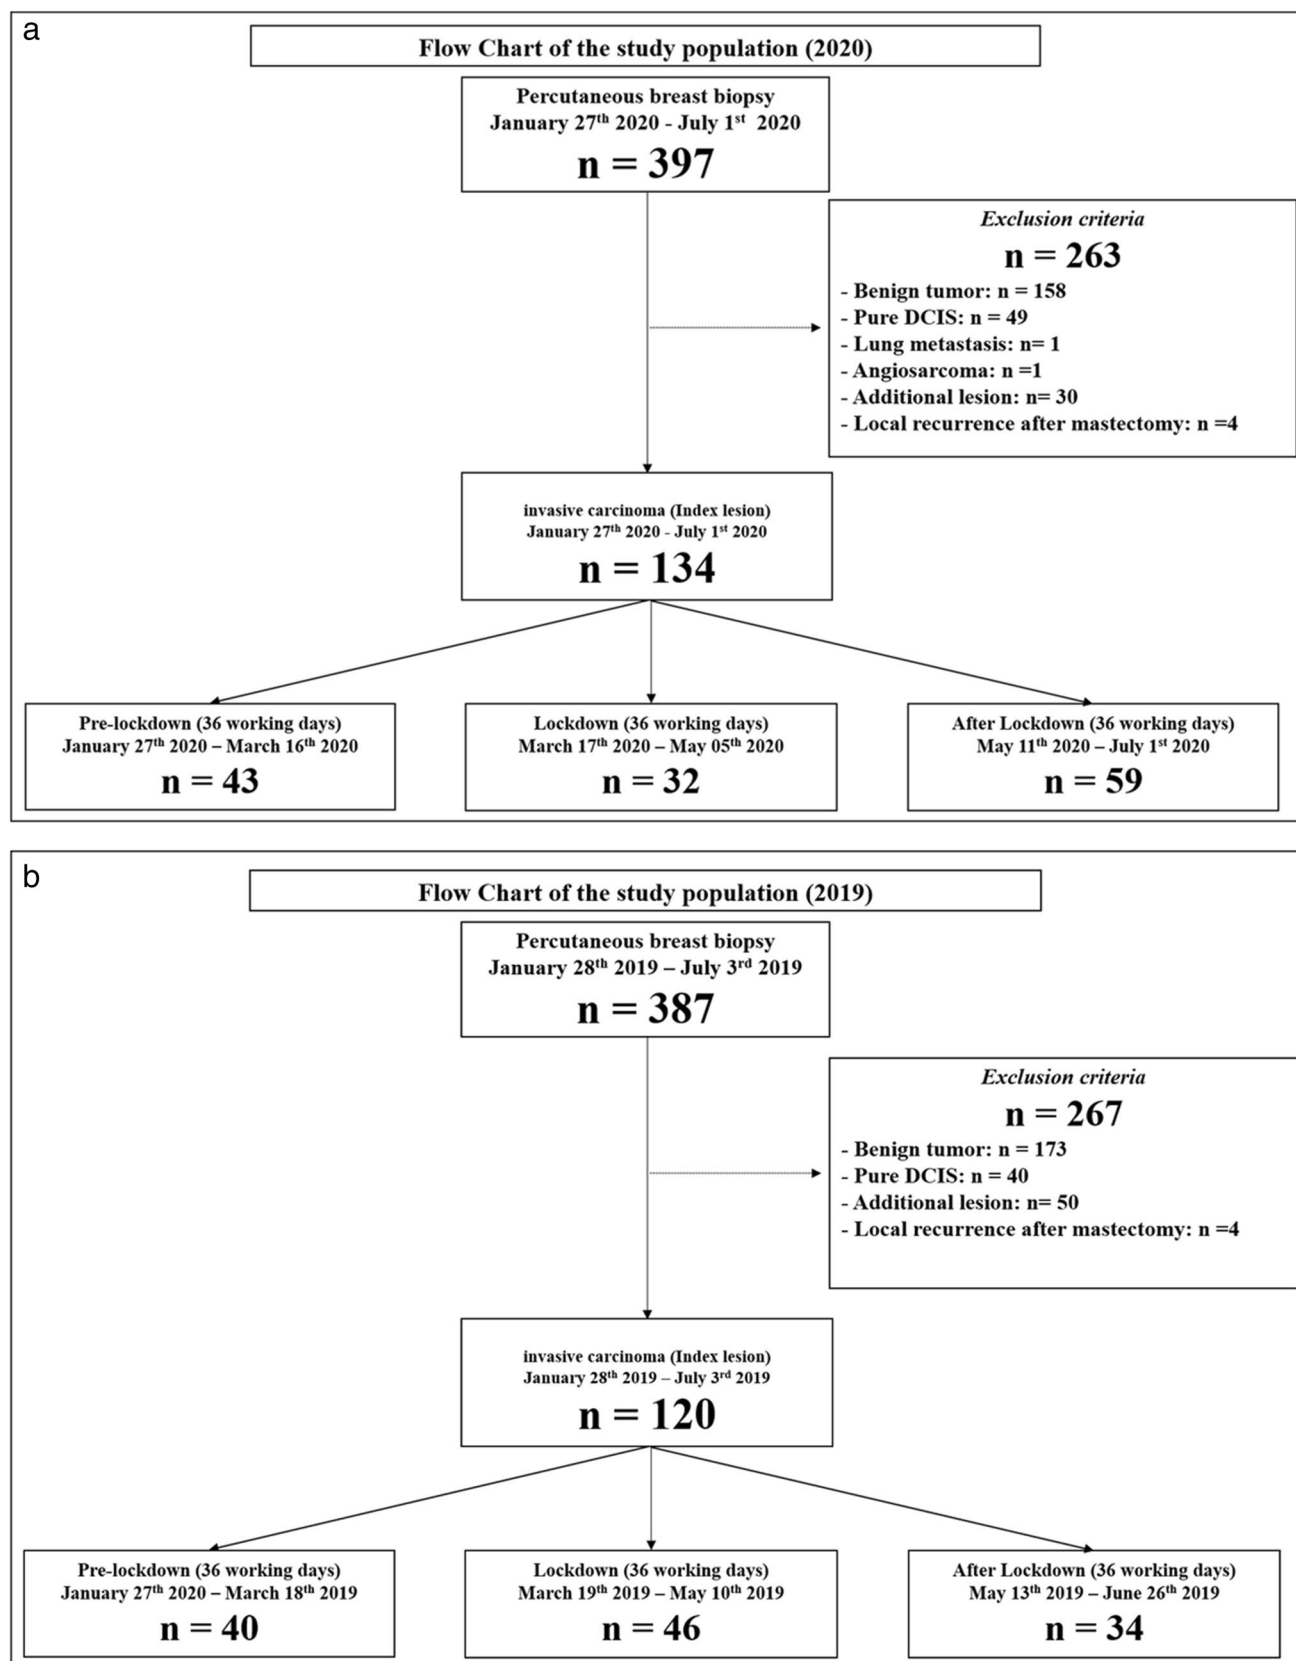 a
Flow Chart of the study population (2020)
Percutaneous breast biopsy
January 27th 2020 - July 1st 2020
n = 397
Exclusion criteria
n = 263
- Benign tumor: n = 158
- Pure DCIS: n = 49
- Lung metastasis: n= 1
- Angiosarcoma: n =1
- Additional lesion: n= 30
- Local recurrence after mastectomy: n =4
invasive carcinoma (Index lesion)
January 27th 2020 - July 1st 2020
n = 134
Pre-lockdown (36 working days)
January 27th 2020 – March 16th 2020
n = 43
Lockdown (36 working days)
March 17th 2020 – May 05th 2020
n = 32
After Lockdown (36 working days)
May 11th 2020 – July 1st 2020
n = 59
b
Flow Chart of the study population (2019)
Percutaneous breast biopsy
January 28th 2019 – July 3rd 2019
n = 387
Exclusion criteria
n = 267
- Benign tumor: n = 173
- Pure DCIS: n = 40
- Additional lesion: n= 50
- Local recurrence after mastectomy: n =4
invasive carcinoma (Index lesion)
January 28th 2019 – July 3rd 2019
n = 120
Pre-lockdown (36 working days)
January 27th 2020 – March 18th 2019
n = 40
Lockdown (36 working days)
March 19th 2019 – May 10th 2019
n = 46
After Lockdown (36 working days)
May 13th 2019 – June 26th 2019
n = 34